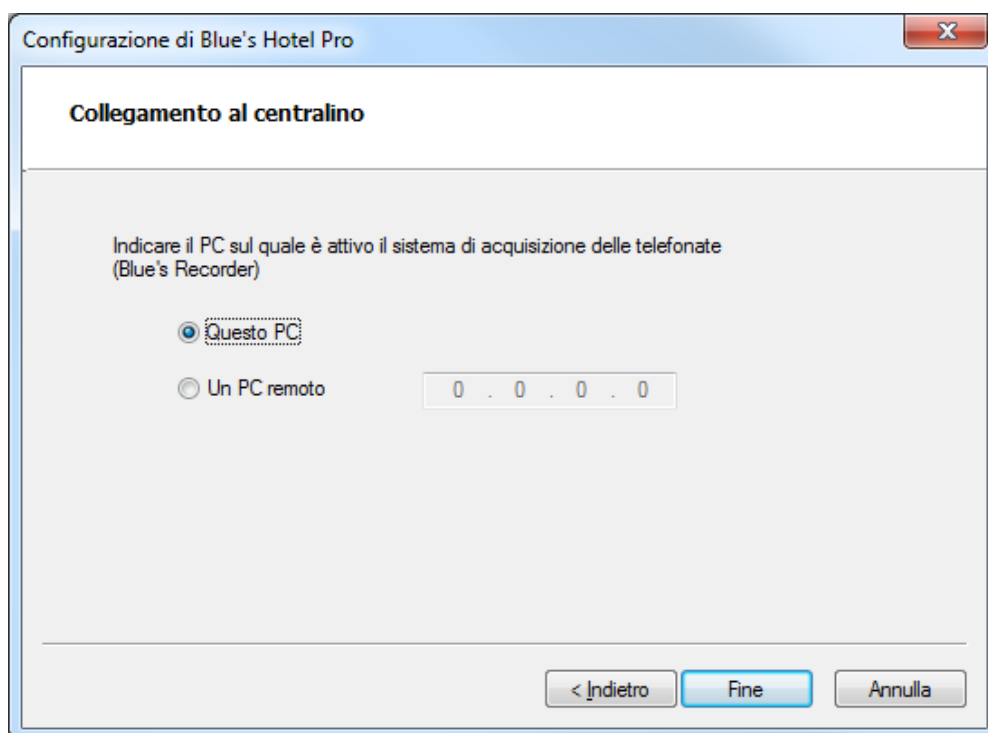 Configurazione di Blue's Hotel Pro
Collegamento al centralino
Indicare il PC sul quale è attivo il sistema di acquisizione delle telefonate
(Blue's Recorder)
Questo PC
Un PC remoto 0 . 0 . 0 . 0
< Indietro Fine Annulla